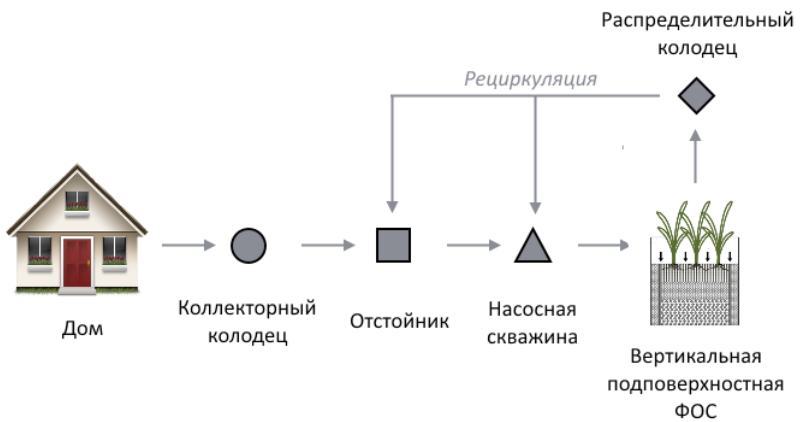 Распределительный
колодец
Рециркуляция
Дом
Коллекторный
колодец
Отстойник
Насосная
скважина
Вертикальная
подповерхностная
ФОС